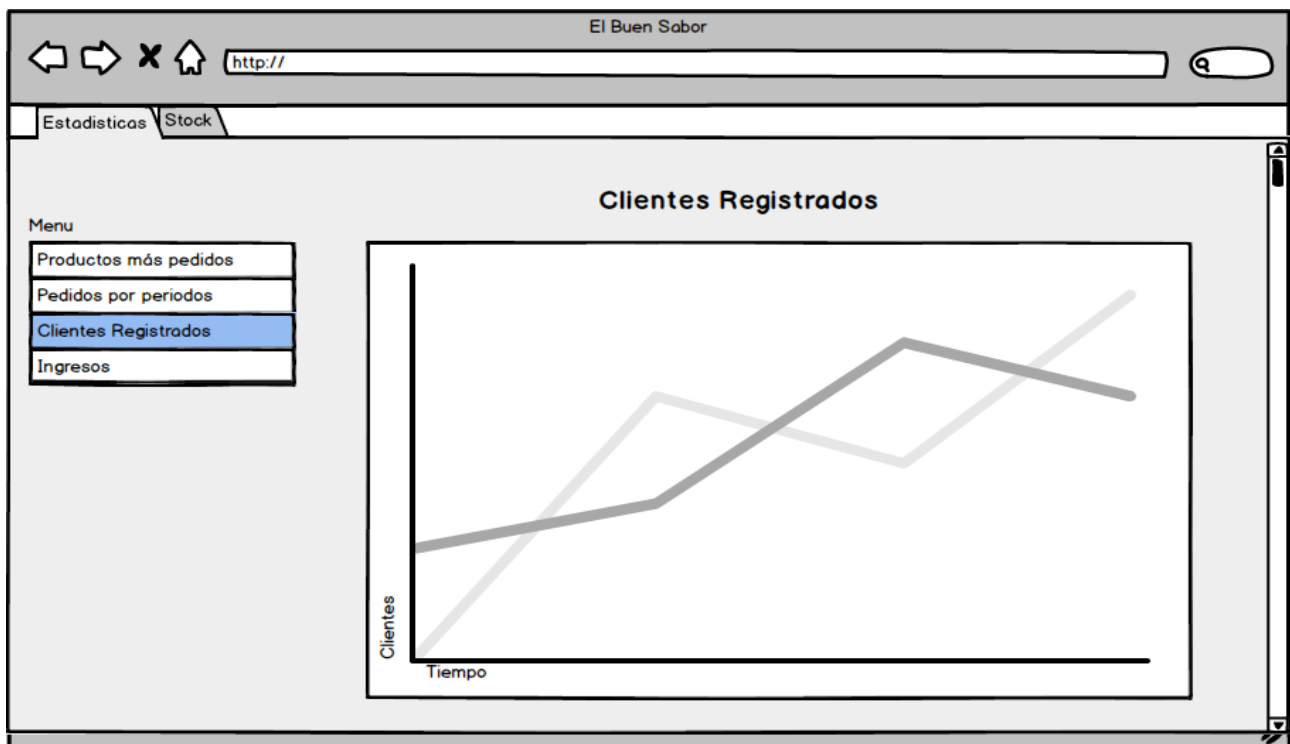 El Buen Sabor
http://
Estadisticas
Stock
Clientes Registrados
Menu
Productos más pedidos
Pedidos por periodos
Clientes Registrados
Ingresos
Clientes
Tiempo